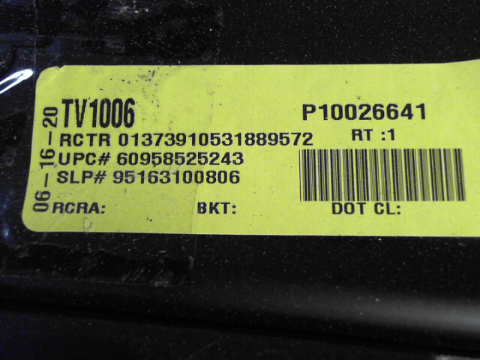 06-16-20
TV1006
P10026641
RCTR 01373910531889572
RT :1
UPC# 60958525243
SLP# 95163100806
RCRA:
BKT:
DOT CL: